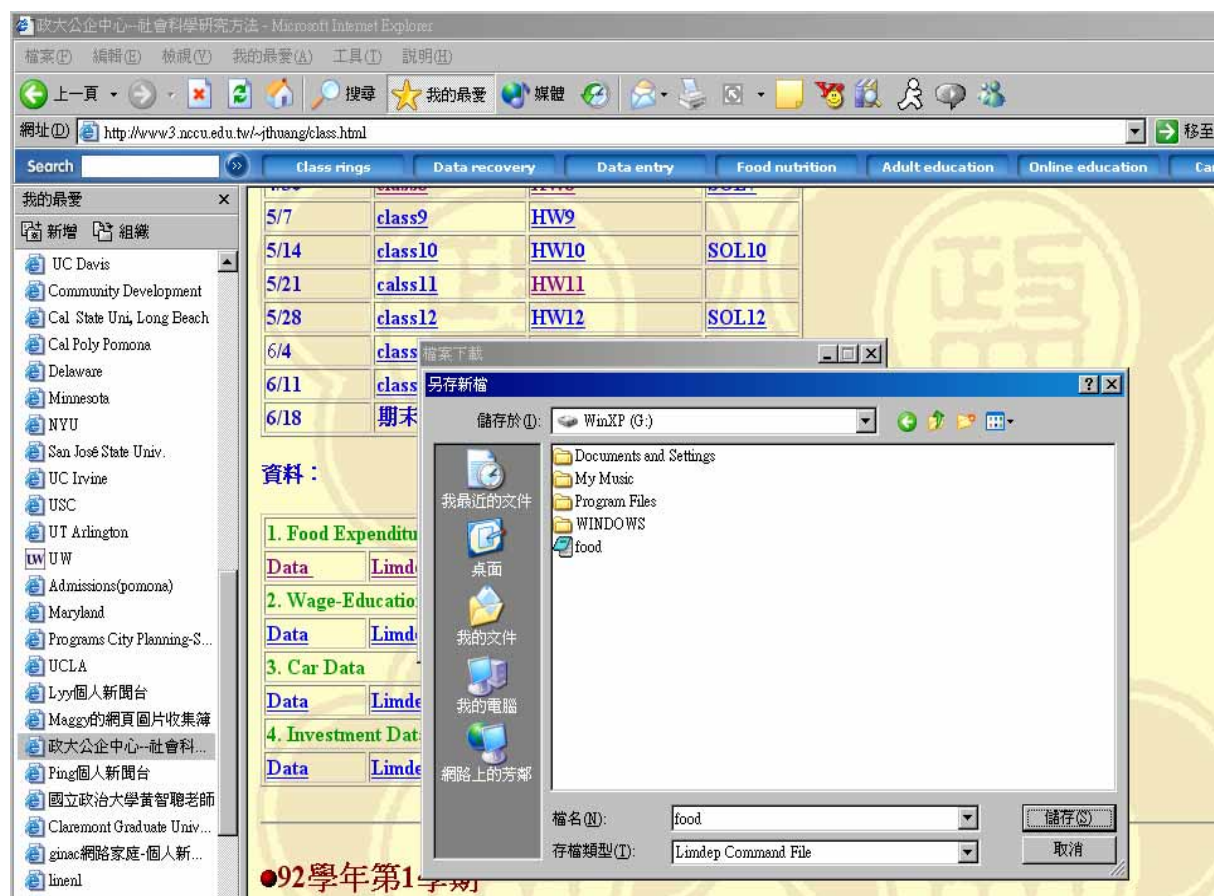 政大公企中心--社會科學研究方法 - Microsoft Internet Explorer
檔案(F) 編輯(E) 檢視(V) 我的最愛(A) 工具(T) 說明(H)
上一頁 搜尋 我的最愛 媒體
網址(D) http://www3.nccu.edu.tw/~jthuang/class.html 移至
Search Class rings Data recovery Data entry Food nutrition Adult education Online education Ca
我的最愛 x
新增 組織
UC Davis
Community Development
Cal State Uni, Long Beach
Cal Poly Pomona
Delaware
Minnesota
NYU
San José State Univ.
UC Irvine
USC
UT Arlington
UW UW
Admissions(pomona)
Maryland
Programs City Planning-S...
UCLA
Lyy個人新聞台
Maggy的網頁圖片收集簿
政大公企中心--社會科...
Ping個人新聞台
國立政治大學黃智聰老師
Claremont Graduate Univ...
ginac網路家庭-個人新...
linenl
5/7 class9 HW9
5/14 class10 HW10 SOL10
5/21 calss11 HW11
5/28 class12 HW12 SOL12
6/4 class
6/11 class
6/18 期末
資料：
1. Food Expenditu
Data Limd
2. Wage-Educatio
Data Limd
3. Car Data
Data Limde
4. Investment Dat
Data Limde
●92學年第1學期
檔案下載
另存新檔
儲存於(I): WinXP (G:)
我最近的文件
桌面
我的文件
我的電腦
網路上的芳鄰
Documents and Settings
My Music
Program Files
WINDOWS
food
檔名(N): food 儲存(S)
存檔類型(T): Limdep Command File 取消